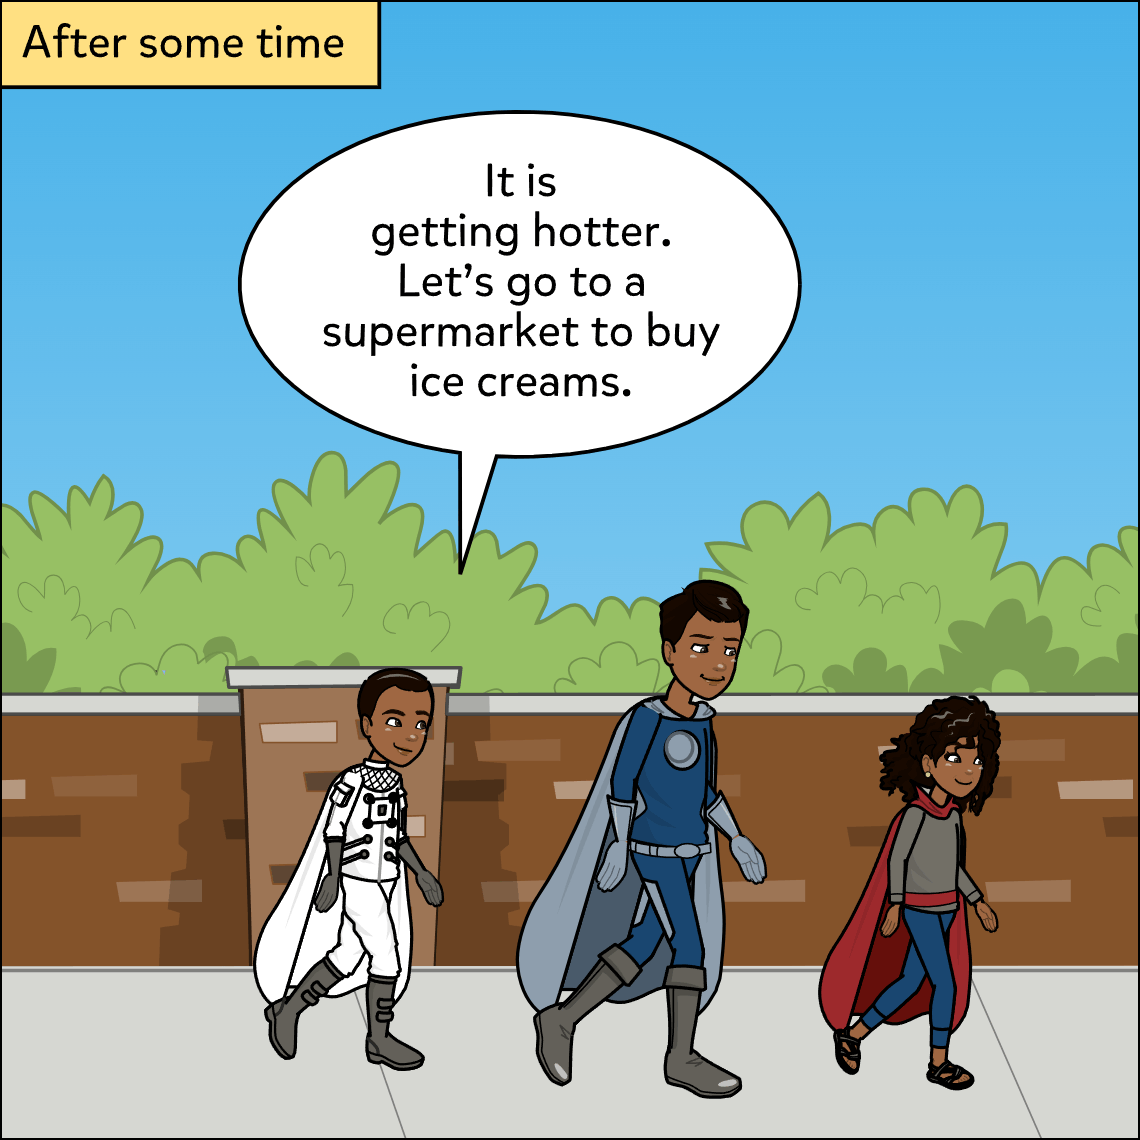 After some time
It is
getting hotter.
Let’s go to a
supermarket to buy
ice creams.